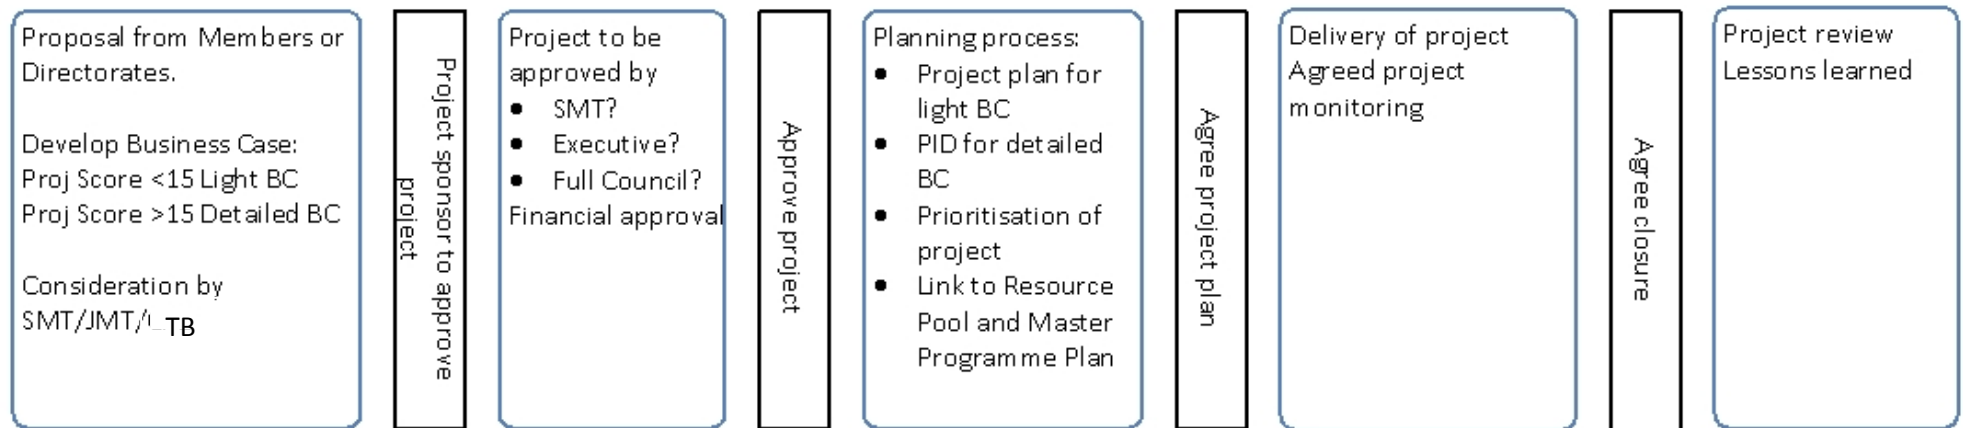 Proposal from Members or
Directorates.
Develop Business Case:
Proj Score <15 Light BC
Proj Score >15 Detailed BC
Consideration by
SMT/JMT/ TB
Project sponsor to approve
project
Project to be
approved by
• SMT?
• Executive?
• Full Council?
Financial approval
Approve project
Planning process:
• Project plan for
light BC
• PID for detailed
BC
• Prioritisation of
project
• Link to Resource
Pool and Master
Programme Plan
Agree project plan
Delivery of project
Agreed project
monitoring
Agree closure
Project review
Lessons learned